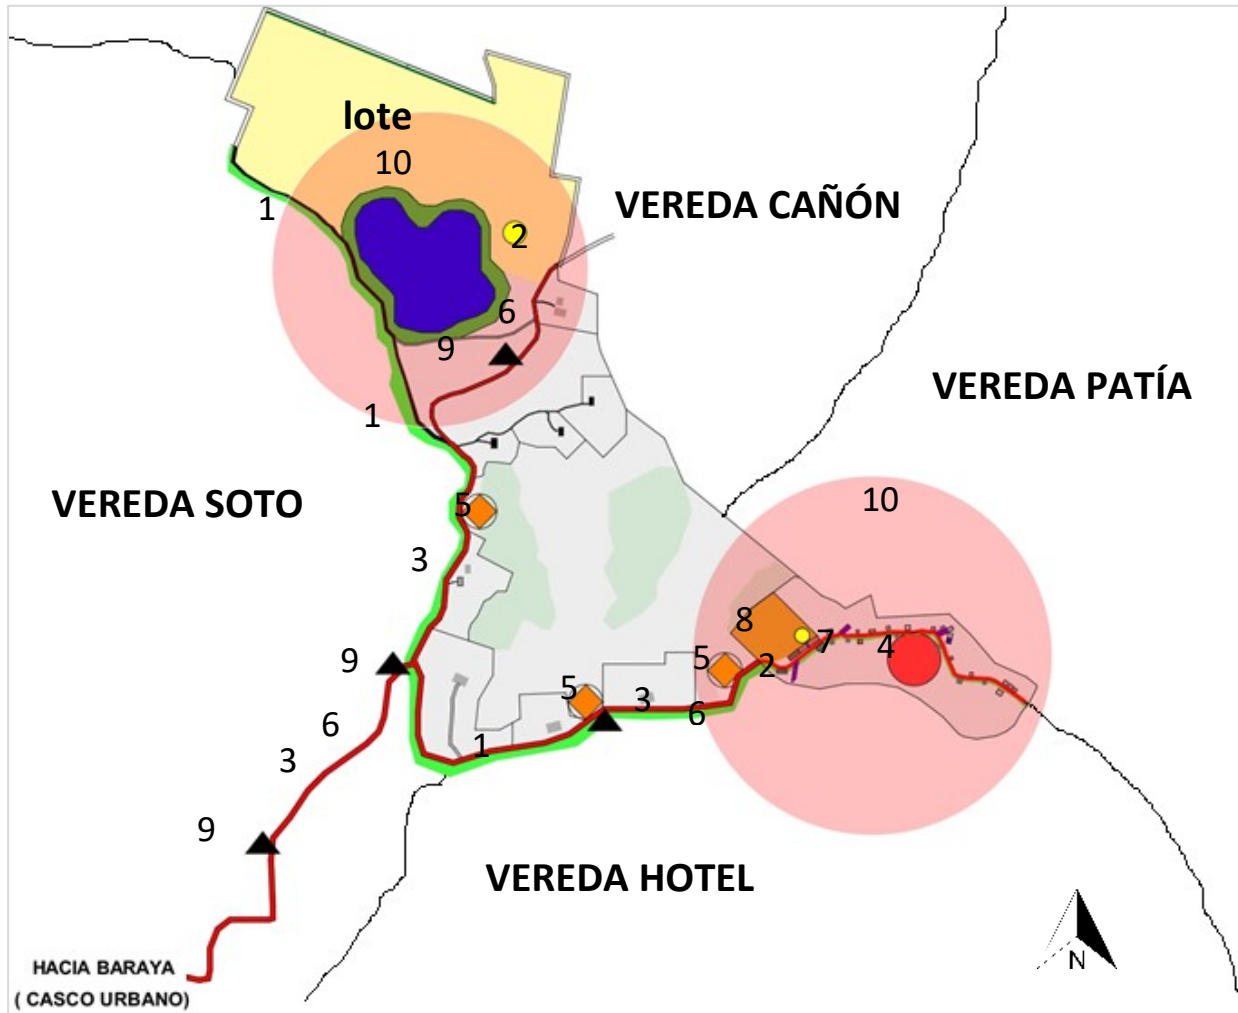 lote
10
1
2
VEREDA CAÑÓN
6
9
VEREDA PATÍA
1
VEREDA SOTO
5
10
3
8
7
4
9
5
2
5
3
6
6
1
3
9
VEREDA HOTEL
HACIA BARAYA
( CASCO URBANO)
N